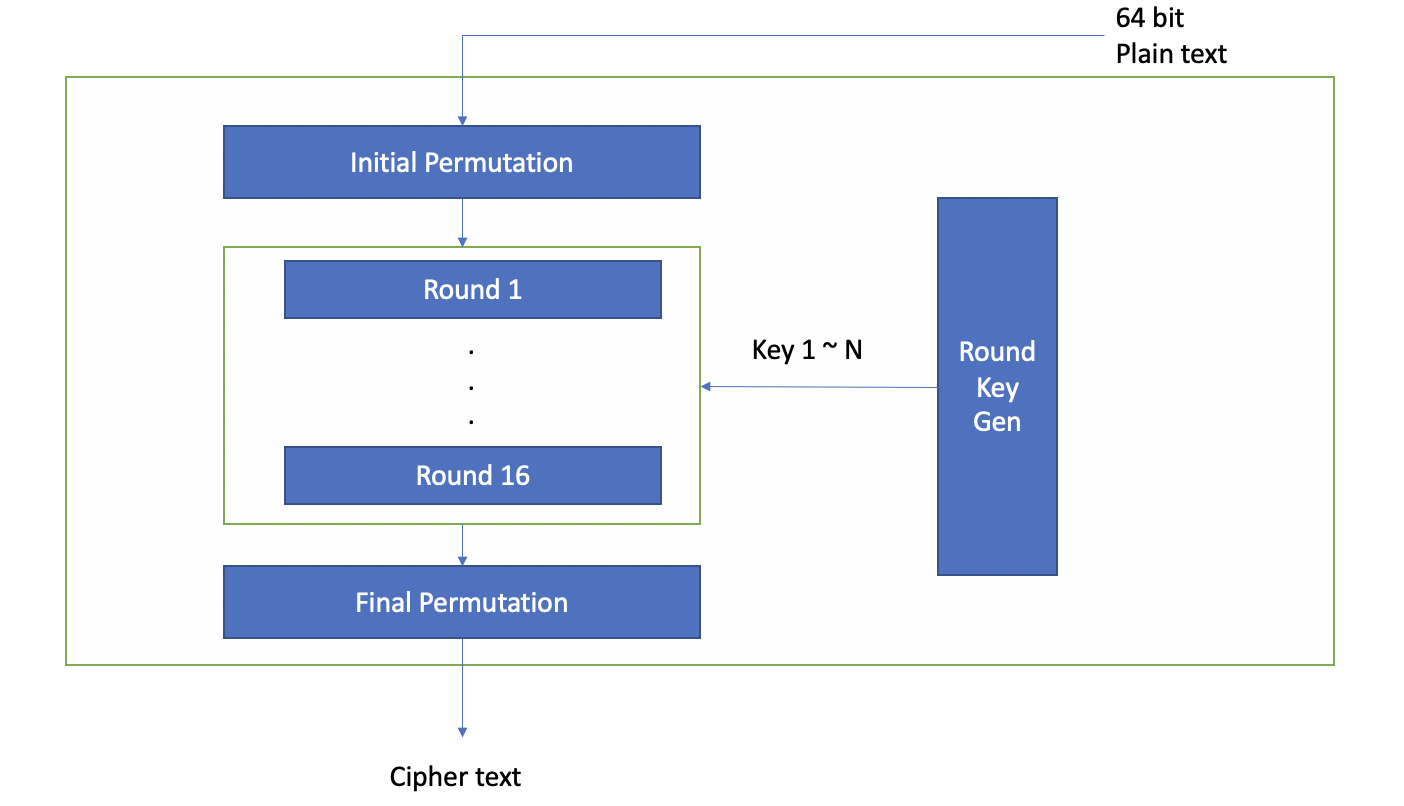 64 bit
Plain text
Initial Permutation
Round 1
.
.
.
Round 16
Key 1 ~ N
Round
Key
Gen
Final Permutation
Cipher text